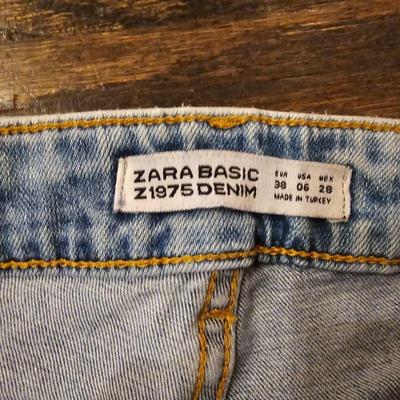 ZARA BASIC
Z1975 DENIM
EUR USA MEX
38 06 28
MADE IN TURKEY